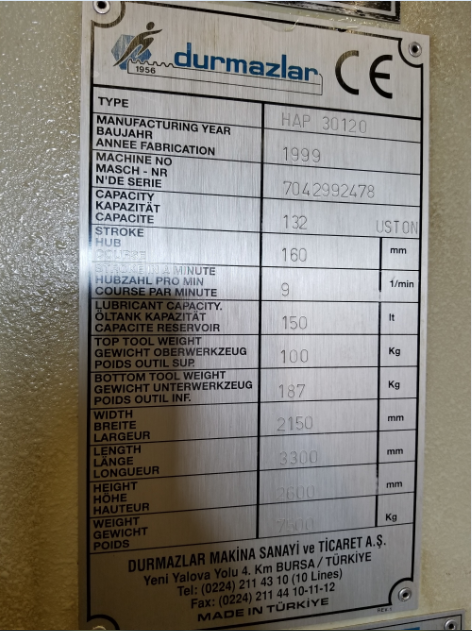 1956
durmazlar
CE
TYPE
HAP 30120
MANUFACTURING YEAR
BAUJAHR
ANNEE FABRICATION
1999
MACHINE NO
MASCH - NR
N'DE SERIE
7042992478
CAPACITY
KAPAZITÄT
CAPACITE
132 USTON
STROKE
HUB
160 mm
MINUTE
HUBZAHL PRO MIN
COURSE PAR MINUTE
9 1/min
LUBRICANT CAPACITY.
ÖLTANK KAPAZITÄT
CAPACITE RESERVOIR
150 lt
TOP TOOL WEIGHT
GEWICHT OBERWERKZEUG
POIDS OUTIL SUP.
100 Kg
BOTTOM TOOL WEIGHT
GEWICHT UNTERWERKZEUG
POIDS OUTIL INF.
187 Kg
WIDTH
BREITE
LARGEUR
2150 mm
LENGTH
LÄNGE
LONGUEUR
3300 mm
HEIGHT
HÖHE
HAUTEUR
2600 mm
WEIGHT
GEWICHT
POIDS
Kg
DURMAZLAR MAKİNA SANAYİ ve TİCARET A.Ş.
Yeni Yalova Yolu 4. Km BURSA / TÜRKİYE
Tel: (0224) 211 43 10 (10 Lines)
Fax: (0224) 211 44 10-11-12
MADE IN TÜRKİYE